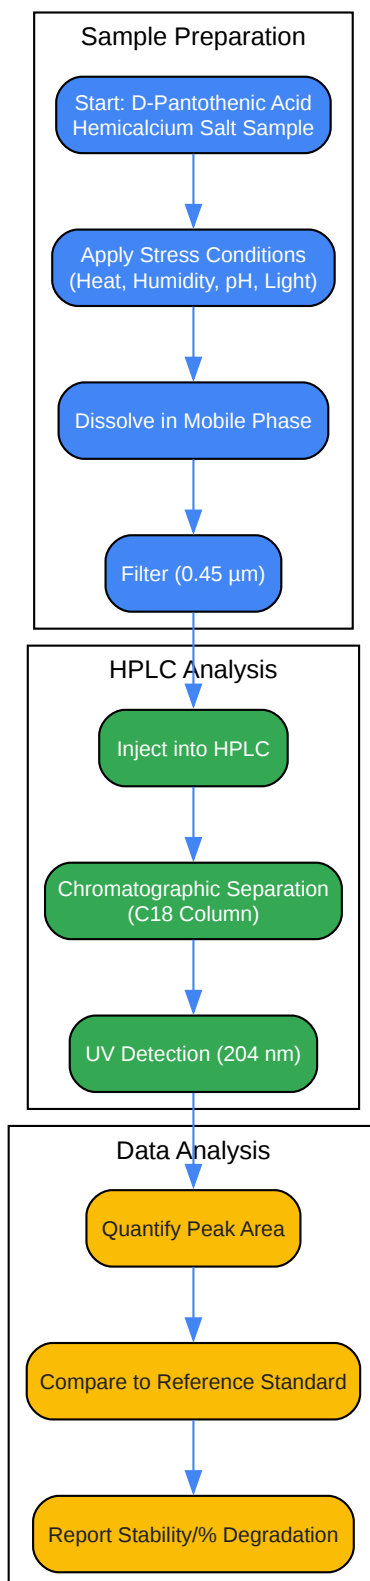 Sample Preparation
Start: D-Pantothenic Acid
Hemicalcium Salt Sample
Apply Stress Conditions
(Heat, Humidity, pH, Light)
Dissolve in Mobile Phase
Filter (0.45 µm)
HPLC Analysis
Inject into HPLC
Chromatographic Separation
(C18 Column)
UV Detection (204 nm)
Data Analysis
Quantify Peak Area
Compare to Reference Standard
Report Stability/% Degradation